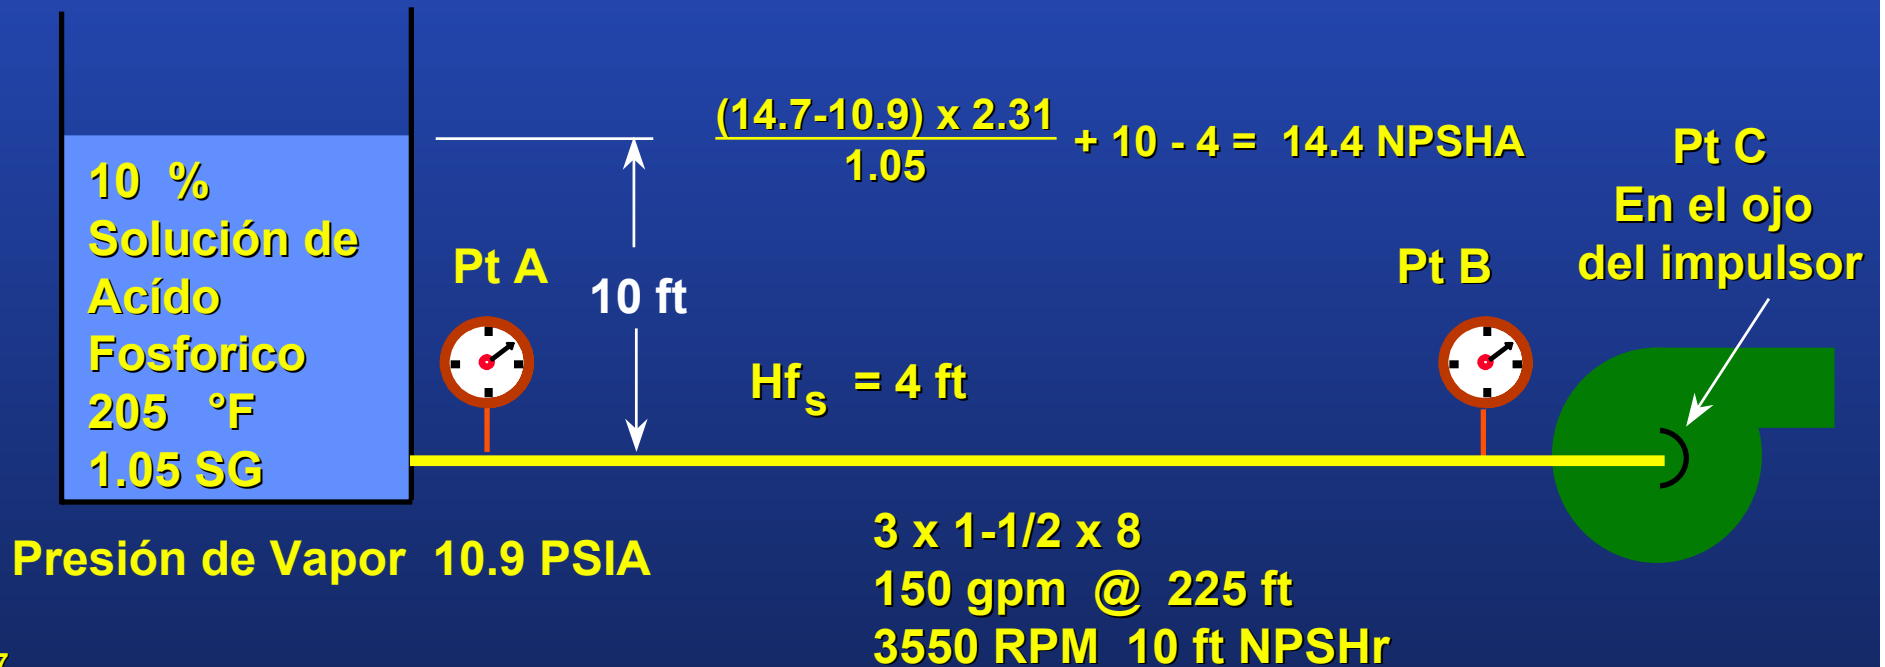 (14.7-10.9) x 2.31
1.05
+ 10 - 4 = 14.4 NPSHA
10 %
Solución de
Acído
Fosforico
205 °F
1.05 SG
Presión de Vapor 10.9 PSIA
Pt A
10 ft
Hfs = 4 ft
Pt B
Pt C
En el ojo
del impulsor
3 x 1-1/2 x 8
150 gpm @ 225 ft
3550 RPM 10 ft NPSHr